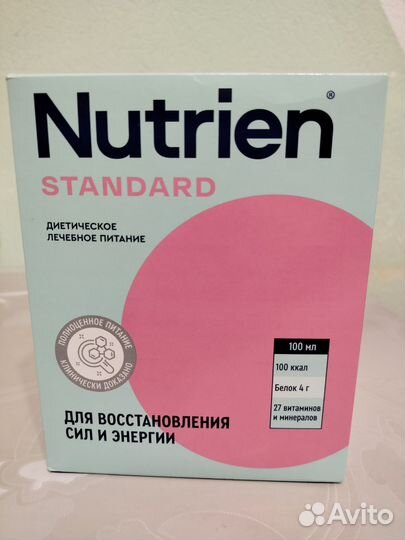 Nutrien®
STANDARD
ДИЕТИЧЕСКОЕ
ЛЕЧЕБНОЕ ПИТАНИЕ
ПОЛНОЦЕННОЕ ПИТАНИЕ
КЛИНИЧЕСКИ ДОКАЗАНО
100 мл
100 ккал
Белок 4 г
27 витаминов
и минералов
ДЛЯ ВОССТАНОВЛЕНИЯ
СИЛ И ЭНЕРГИИ
Avito